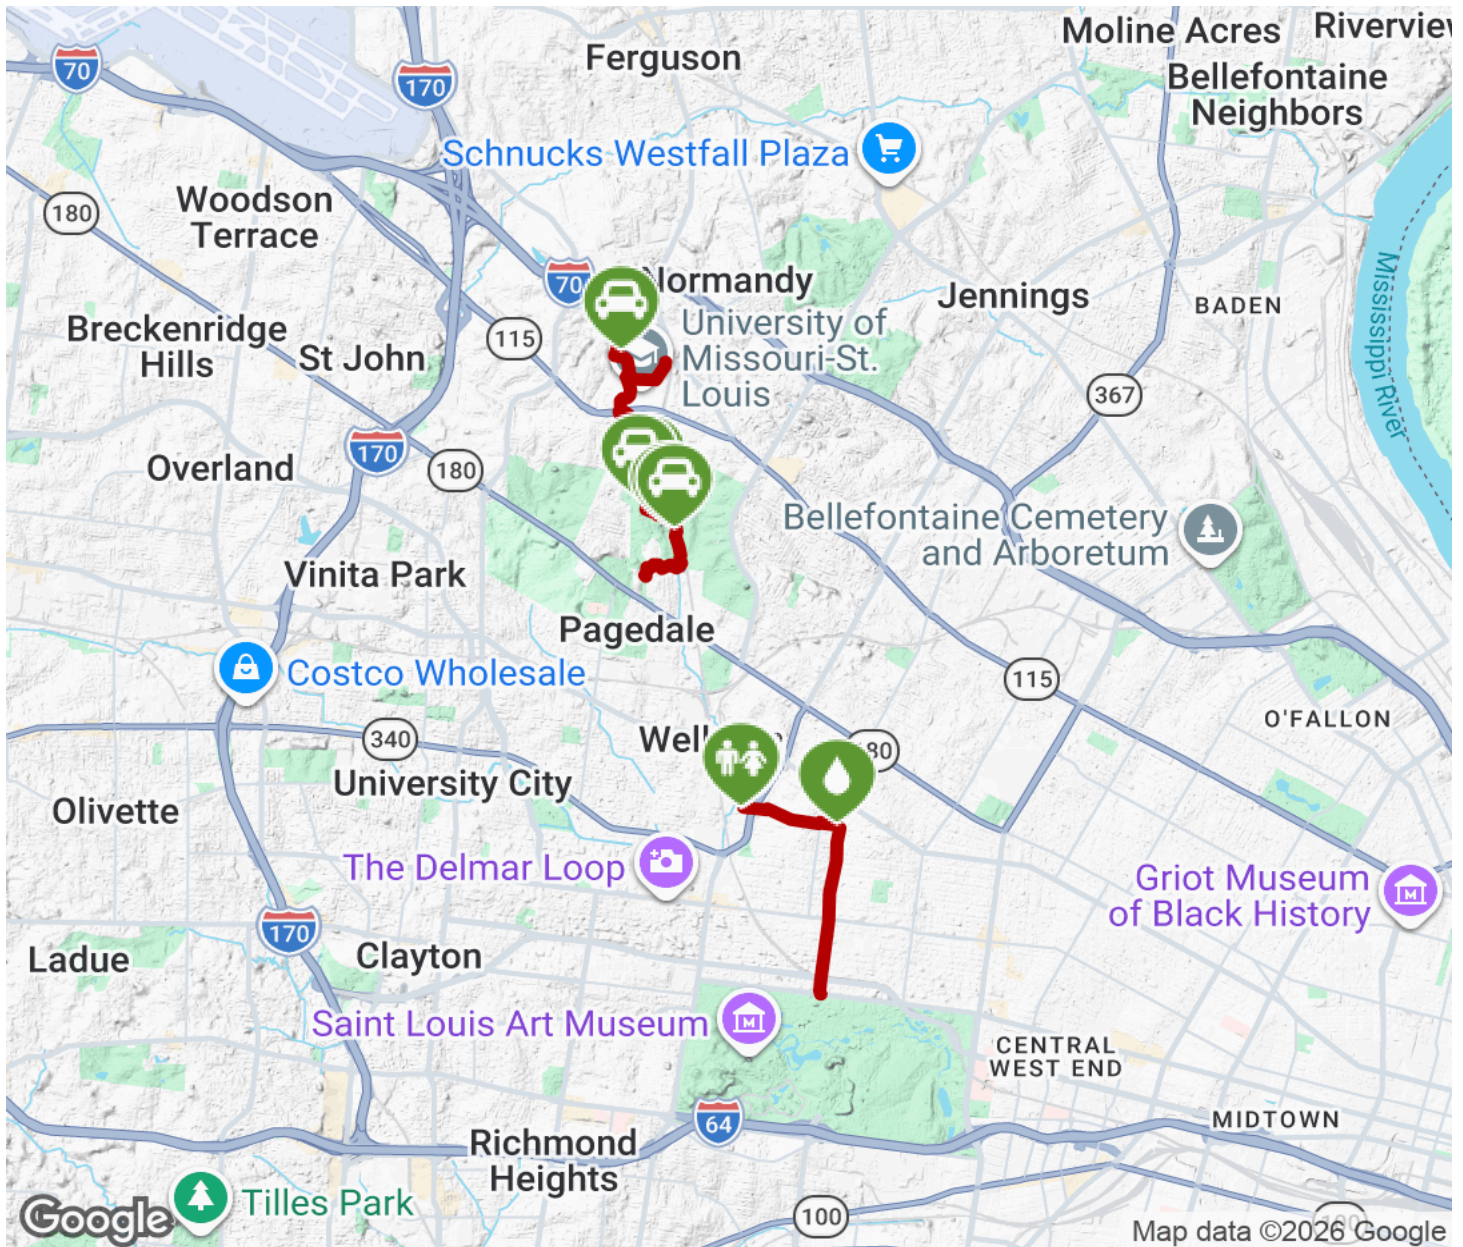 Moline Acres
Ferguson
70
170
Bellefontaine
Neighbors
Schnucks Westfall Plaza
Woodson
Terrace
180
70
Jennings
BADEN
Mississippi River
University of
Missouri-St.
Louis
115
Breckenridge
Hills
St John
367
170
180
Overland
Bellefontaine Cemetery
and Arboretum
Vinita Park
Pagedale
Costco Wholesale
115
O'FALLON
340
University City
Olivette
The Delmar Loop
Griot Museum
of Black History
170
Clayton
Ladue
Saint Louis Art Museum
CENTRAL
WEST END
64
MIDTOWN
Richmond
Heights
Tilles Park
100
Google
Map data ©2026 Google